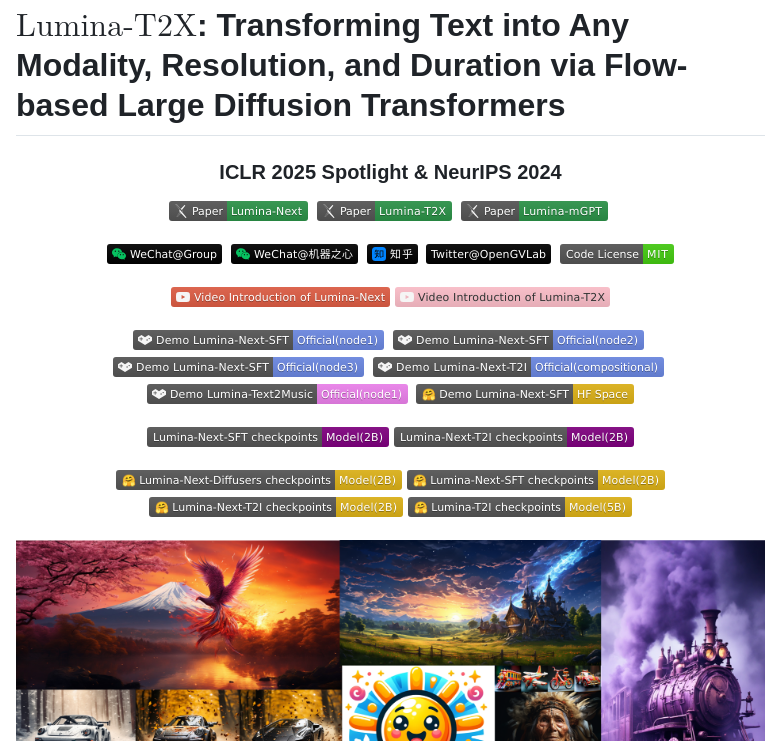 Lumina-T2X: Transforming Text into Any
Modality, Resolution, and Duration via Flow-
based Large Diffusion Transformers
ICLR 2025 Spotlight & NeurIPS 2024
Paper Lumina-Next Paper Lumina-T2X Paper Lumina-mGPT
WeChat@Group WeChat@机器之心 知 知乎 Twitter@OpenGVLab Code License MIT
Video Introduction of Lumina-Next Video Introduction of Lumina-T2X
Demo Lumina-Next-SFT Official(node1) Demo Lumina-Next-SFT Official(node2)
Demo Lumina-Next-SFT Official(node3) Demo Lumina-Next-T2I Official(compositional)
Demo Lumina-Text2Music Official(node1) Demo Lumina-Next-SFT HF Space
Lumina-Next-SFT checkpoints Model(2B) Lumina-Next-T2I checkpoints Model(2B)
Lumina-Next-Diffusers checkpoints Model(2B) Lumina-Next-SFT checkpoints Model(2B)
Lumina-Next-T2I checkpoints Model(2B) Lumina-T2I checkpoints Model(5B)